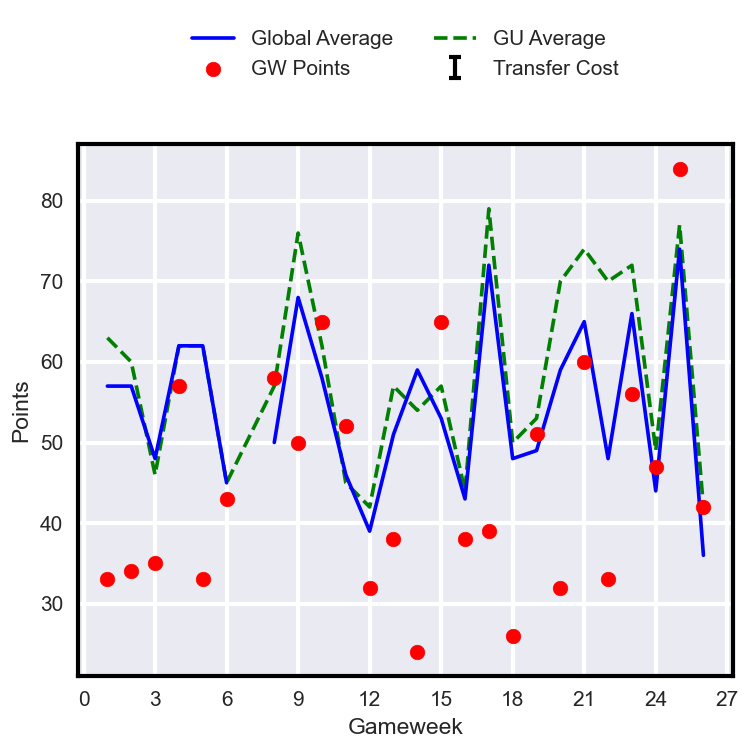 Global Average
GU Average
GW Points
Transfer Cost
80
70
60
50
40
30
Points
0 3 6 9 12 15 18 21 24 27
Gameweek